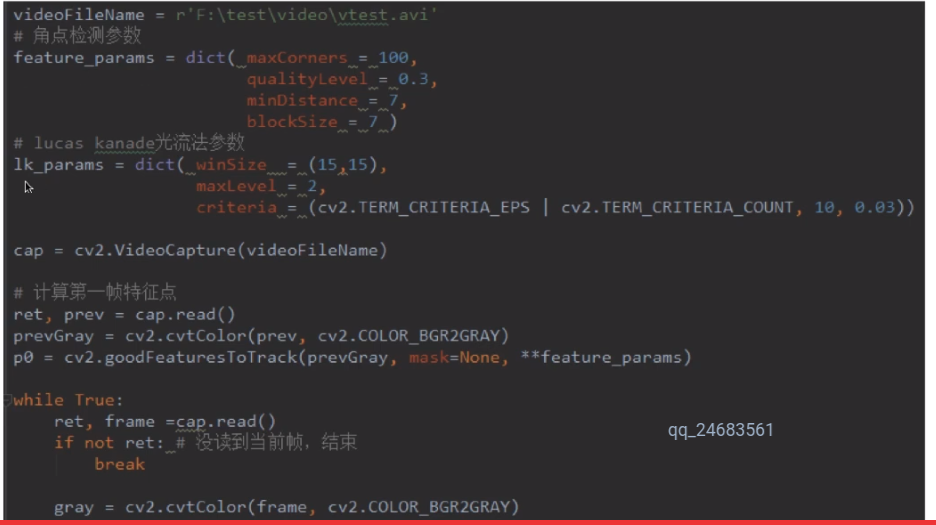 videoFileName = r'F:\test\video\vtest.avi'
# 角点检测参数
feature_params = dict( maxCorners = 100,
qualityLevel = 0.3,
minDistance = 7,
blockSize = 7 )
# lucas kanade光流法参数
lk_params = dict( winSize  = (15,15),
maxLevel = 2,
criteria = (cv2.TERM_CRITERIA_EPS | cv2.TERM_CRITERIA_COUNT, 10, 0.03))
cap = cv2.VideoCapture(videoFileName)
# 计算第一帧特征点
ret, prev = cap.read()
prevGray = cv2.cvtColor(prev, cv2.COLOR_BGR2GRAY)
p0 = cv2.goodFeaturesToTrack(prevGray, mask=None, **feature_params)
while True:
ret, frame =cap.read()
if not ret: # 没读到当前帧，结束
break
qq_24683561
gray = cv2.cvtColor(frame, cv2.COLOR_BGR2GRAY)